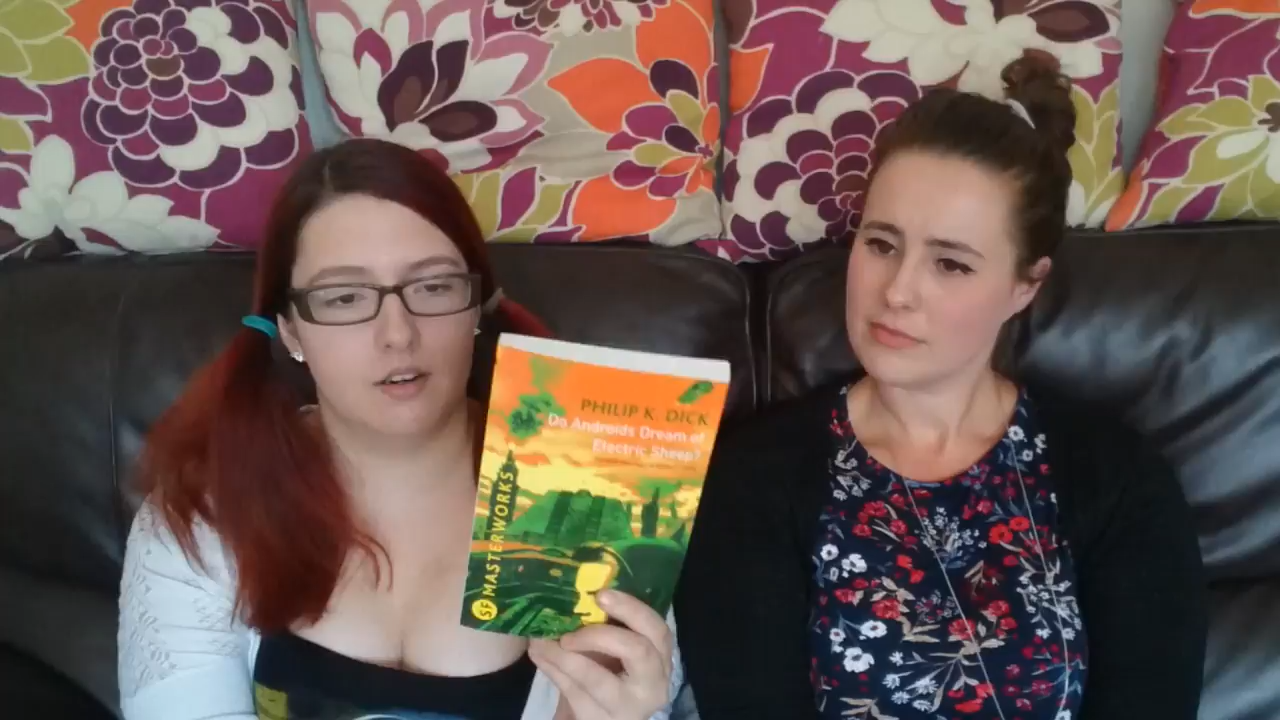 PHILIP K. DICK
Do Androids Dream of
Electric Sheep?
SF MASTERWORKS